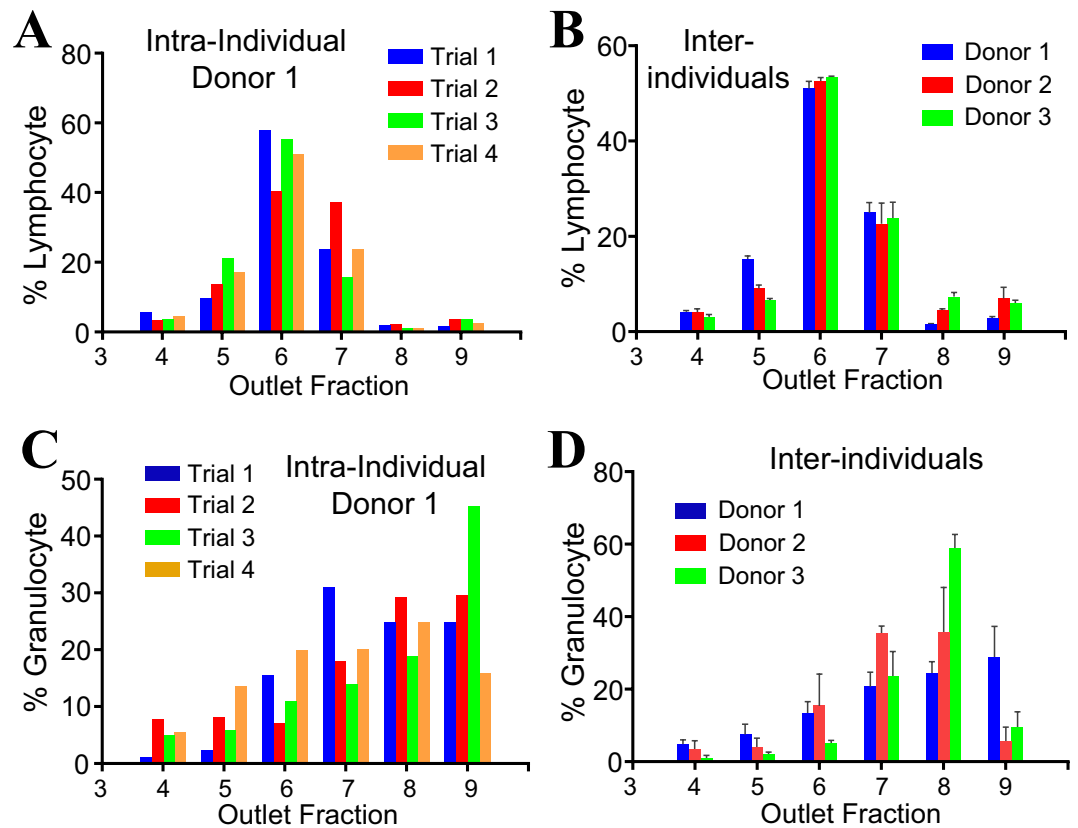 A
Intra-Individual
Donor 1
Trial 1
Trial 2
Trial 3
Trial 4
% Lymphocyte
80
60
40
20
0
3 4 5 6 7 8 9
Outlet Fraction
B
Inter-
individuals
Donor 1
Donor 2
Donor 3
% Lymphocyte
60
40
20
0
3 4 5 6 7 8 9
Outlet Fraction
C
Trial 1
Trial 2
Trial 3
Trial 4
Intra-Individual
Donor 1
% Granulocyte
50
40
30
20
10
0
3 4 5 6 7 8 9
Outlet Fraction
D
Inter-individuals
Donor 1
Donor 2
Donor 3
% Granulocyte
80
60
40
20
0
3 4 5 6 7 8 9
Outlet Fraction